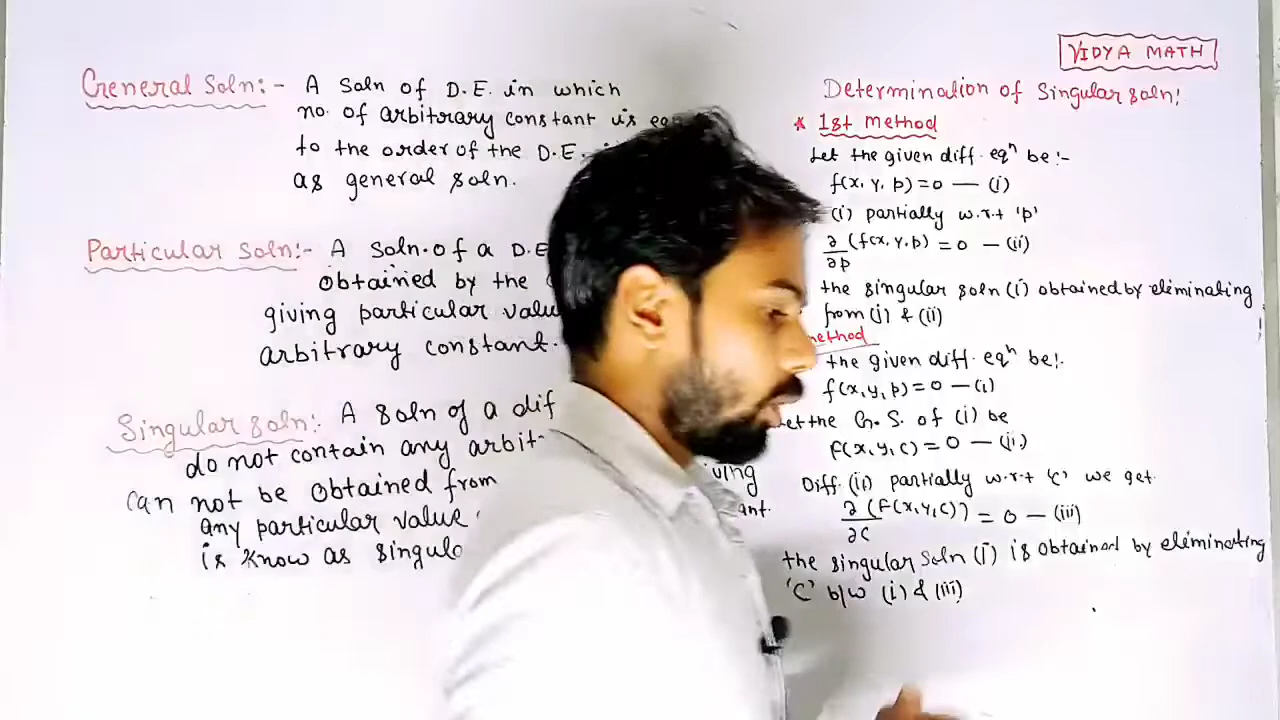 VIDYA MATH
General Soln:- A Soln of D.E. in which
no. of arbitrary constant is
to the order of the D.E.
as general soln.
Particular Soln:- A Soln. of a D.E
obtained by the
giving particular valu
arbitrary constant.
Singular soln: A soln of a dif
do not contain any arbit
can not be obtained from
any particular value
is know as singul
Determination of Singular soln:
* 1st method
Let the given diff. eqⁿ be:-
f(x, y, p) = 0 — (i)
(i) partially w.r.t 'p'
∂/∂p (f(x, y, p) = 0 — (ii)
the singular soln (i) obtained by eliminating
from (i) & (ii)
method
the given diff. eqⁿ be:.
f(x, y, p) = 0 — (i)
et the G. S. of (i) be
F(x, y, c) = 0 — (ii)
Diff. (ii) partially w.r.t 'c' we get.
∂/∂c (F(x, y, c)) = 0 — (iii)
the singular Soln (i) is obtained by eliminating
'C' b/w (i) & (iii)
ant.